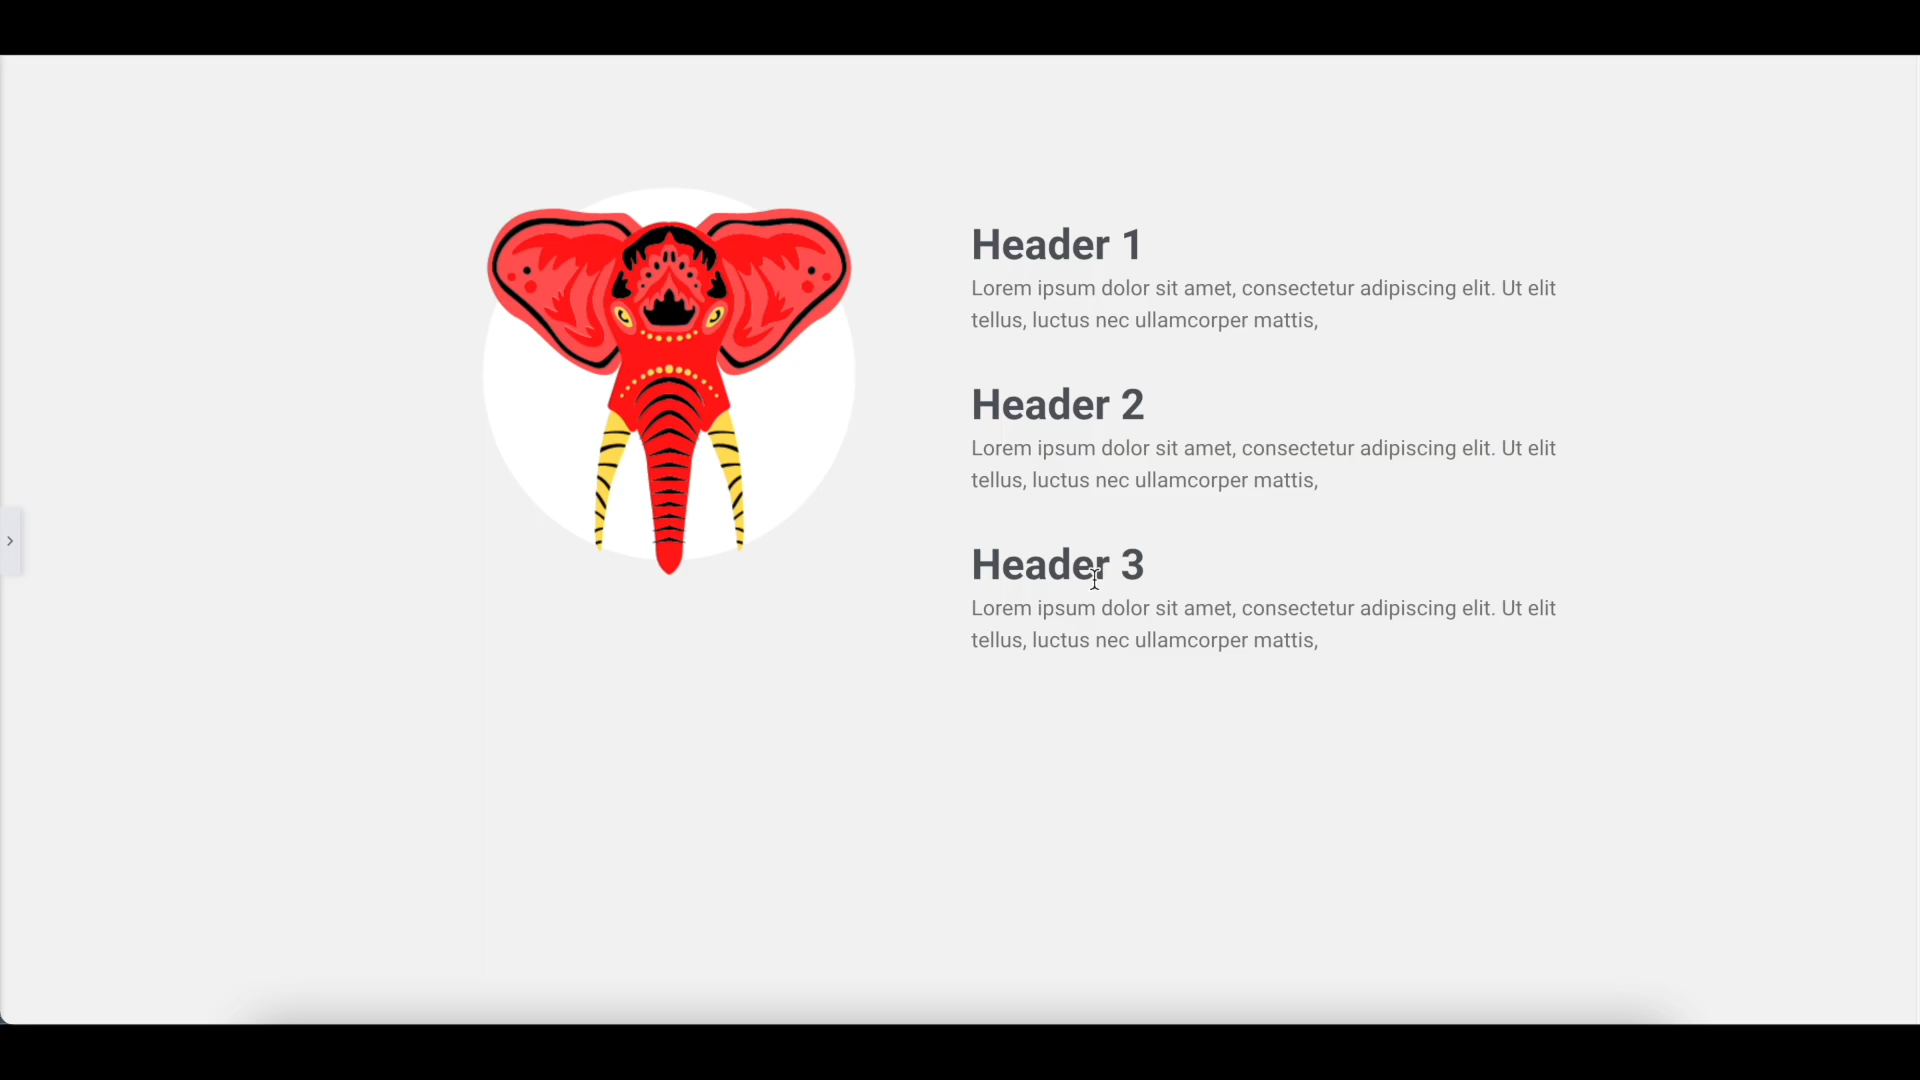 Header 1
Lorem ipsum dolor sit amet, consectetur adipiscing elit. Ut elit
tellus, luctus nec ullamcorper mattis,
Header 2
Lorem ipsum dolor sit amet, consectetur adipiscing elit. Ut elit
tellus, luctus nec ullamcorper mattis,
Header 3
Lorem ipsum dolor sit amet, consectetur adipiscing elit. Ut elit
tellus, luctus nec ullamcorper mattis,